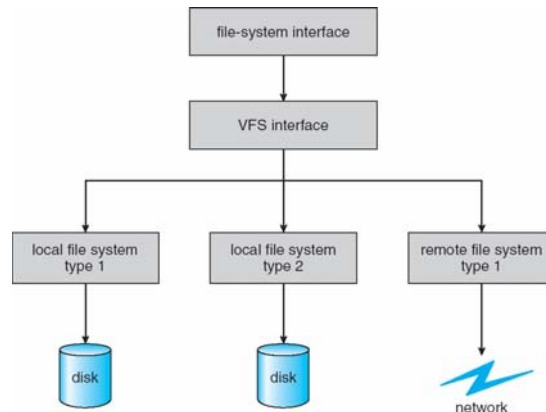 file-system interface
VFS interface
local file system
type 1
local file system
type 2
remote file system
type 1
disk
disk
network